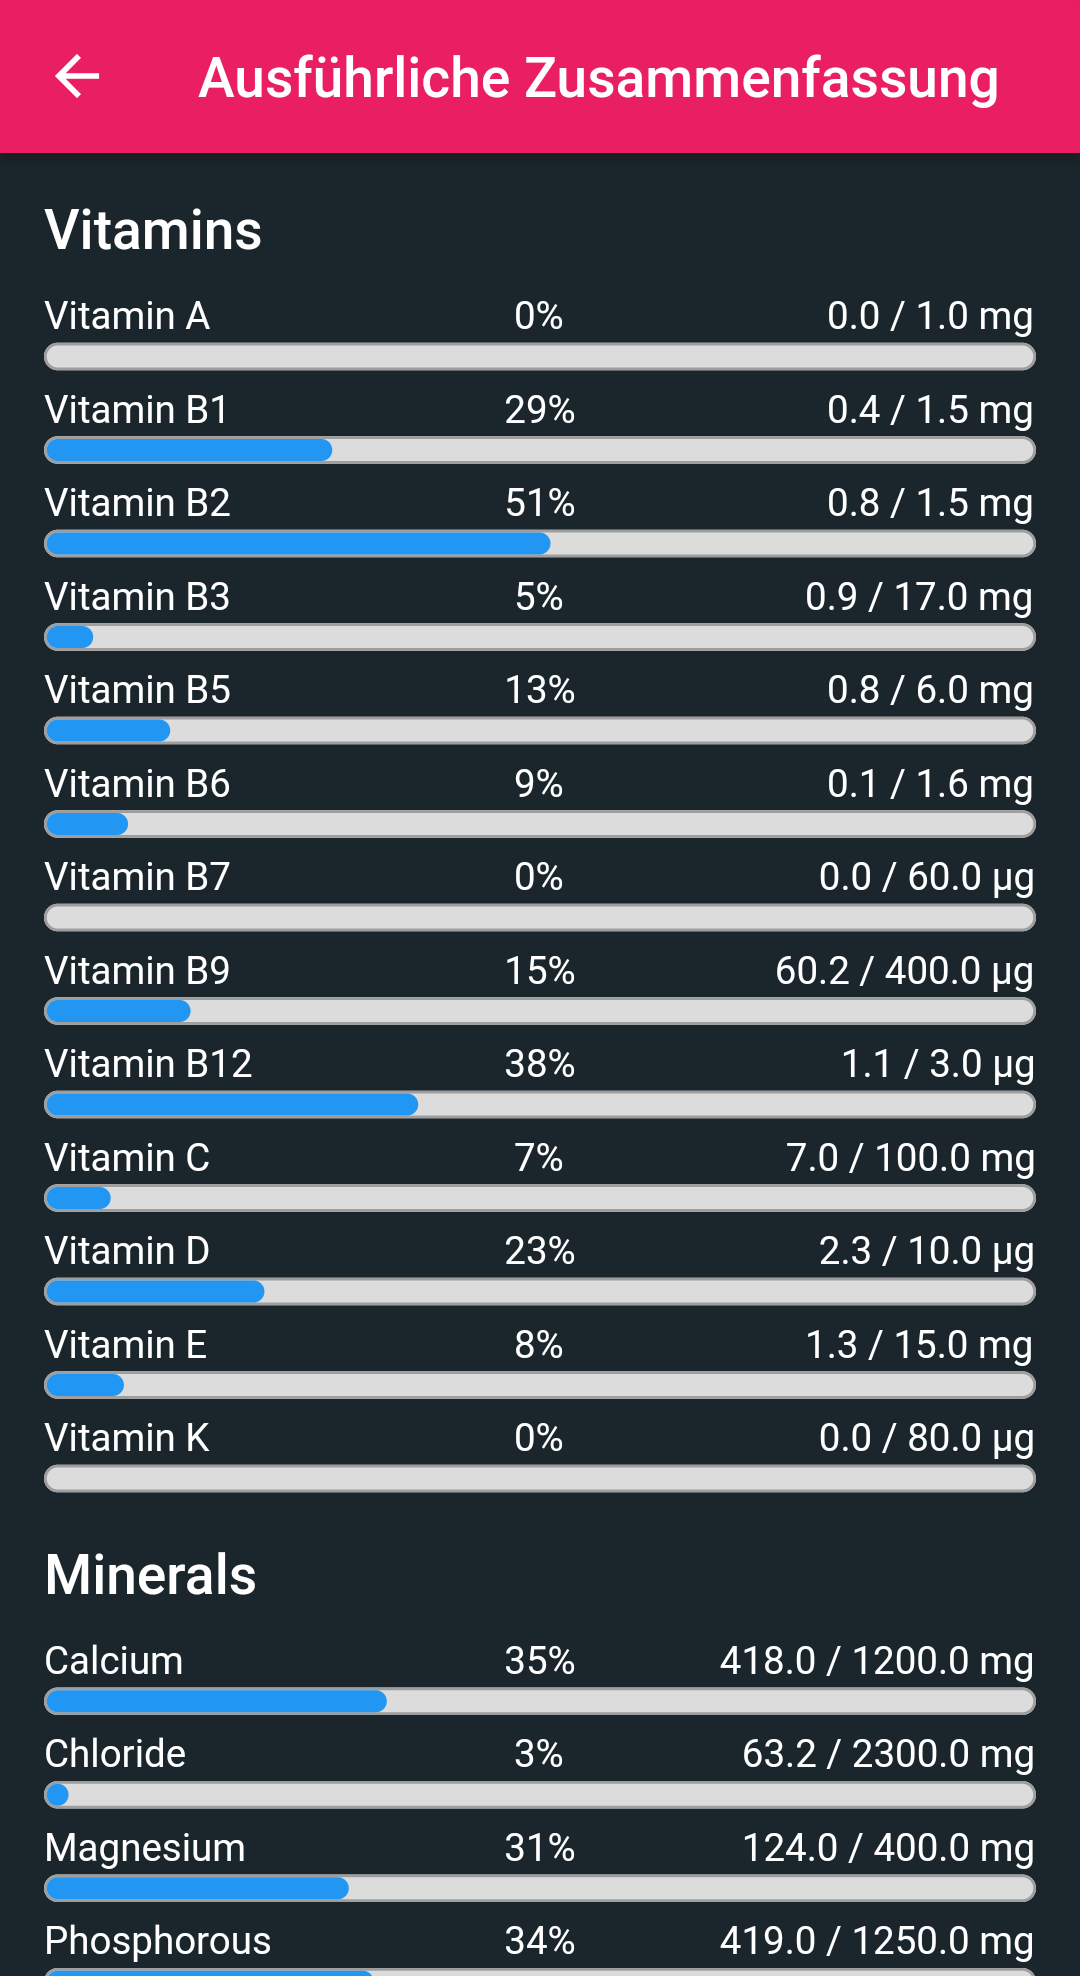 Ausführliche Zusammenfassung
Vitamins
Vitamin A 0% 0.0 / 1.0 mg
Vitamin B1 29% 0.4 / 1.5 mg
Vitamin B2 51% 0.8 / 1.5 mg
Vitamin B3 5% 0.9 / 17.0 mg
Vitamin B5 13% 0.8 / 6.0 mg
Vitamin B6 9% 0.1 / 1.6 mg
Vitamin B7 0% 0.0 / 60.0 µg
Vitamin B9 15% 60.2 / 400.0 µg
Vitamin B12 38% 1.1 / 3.0 µg
Vitamin C 7% 7.0 / 100.0 mg
Vitamin D 23% 2.3 / 10.0 µg
Vitamin E 8% 1.3 / 15.0 mg
Vitamin K 0% 0.0 / 80.0 µg
Minerals
Calcium 35% 418.0 / 1200.0 mg
Chloride 3% 63.2 / 2300.0 mg
Magnesium 31% 124.0 / 400.0 mg
Phosphorous 34% 419.0 / 1250.0 mg